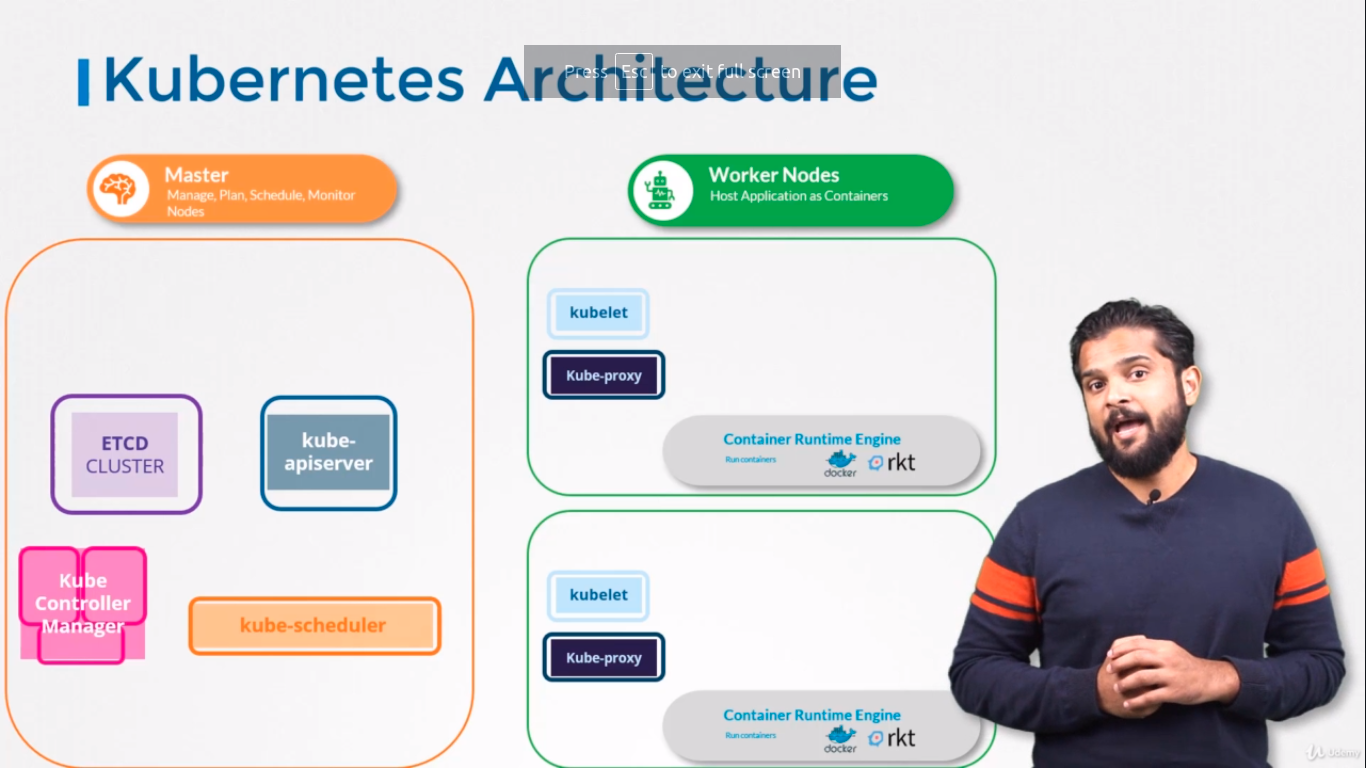 Kubernetes Architecture
Press Esc to exit full screen
Master
Manage, Plan, Schedule, Monitor
Nodes
Worker Nodes
Host Application as Containers
ETCD
CLUSTER
kube-
apiserver
Kube
Controller
Manager
kube-scheduler
kubelet
Kube-proxy
Container Runtime Engine
Run containers
docker
rkt
kubelet
Kube-proxy
Container Runtime Engine
Run containers
docker
rkt
Udemy